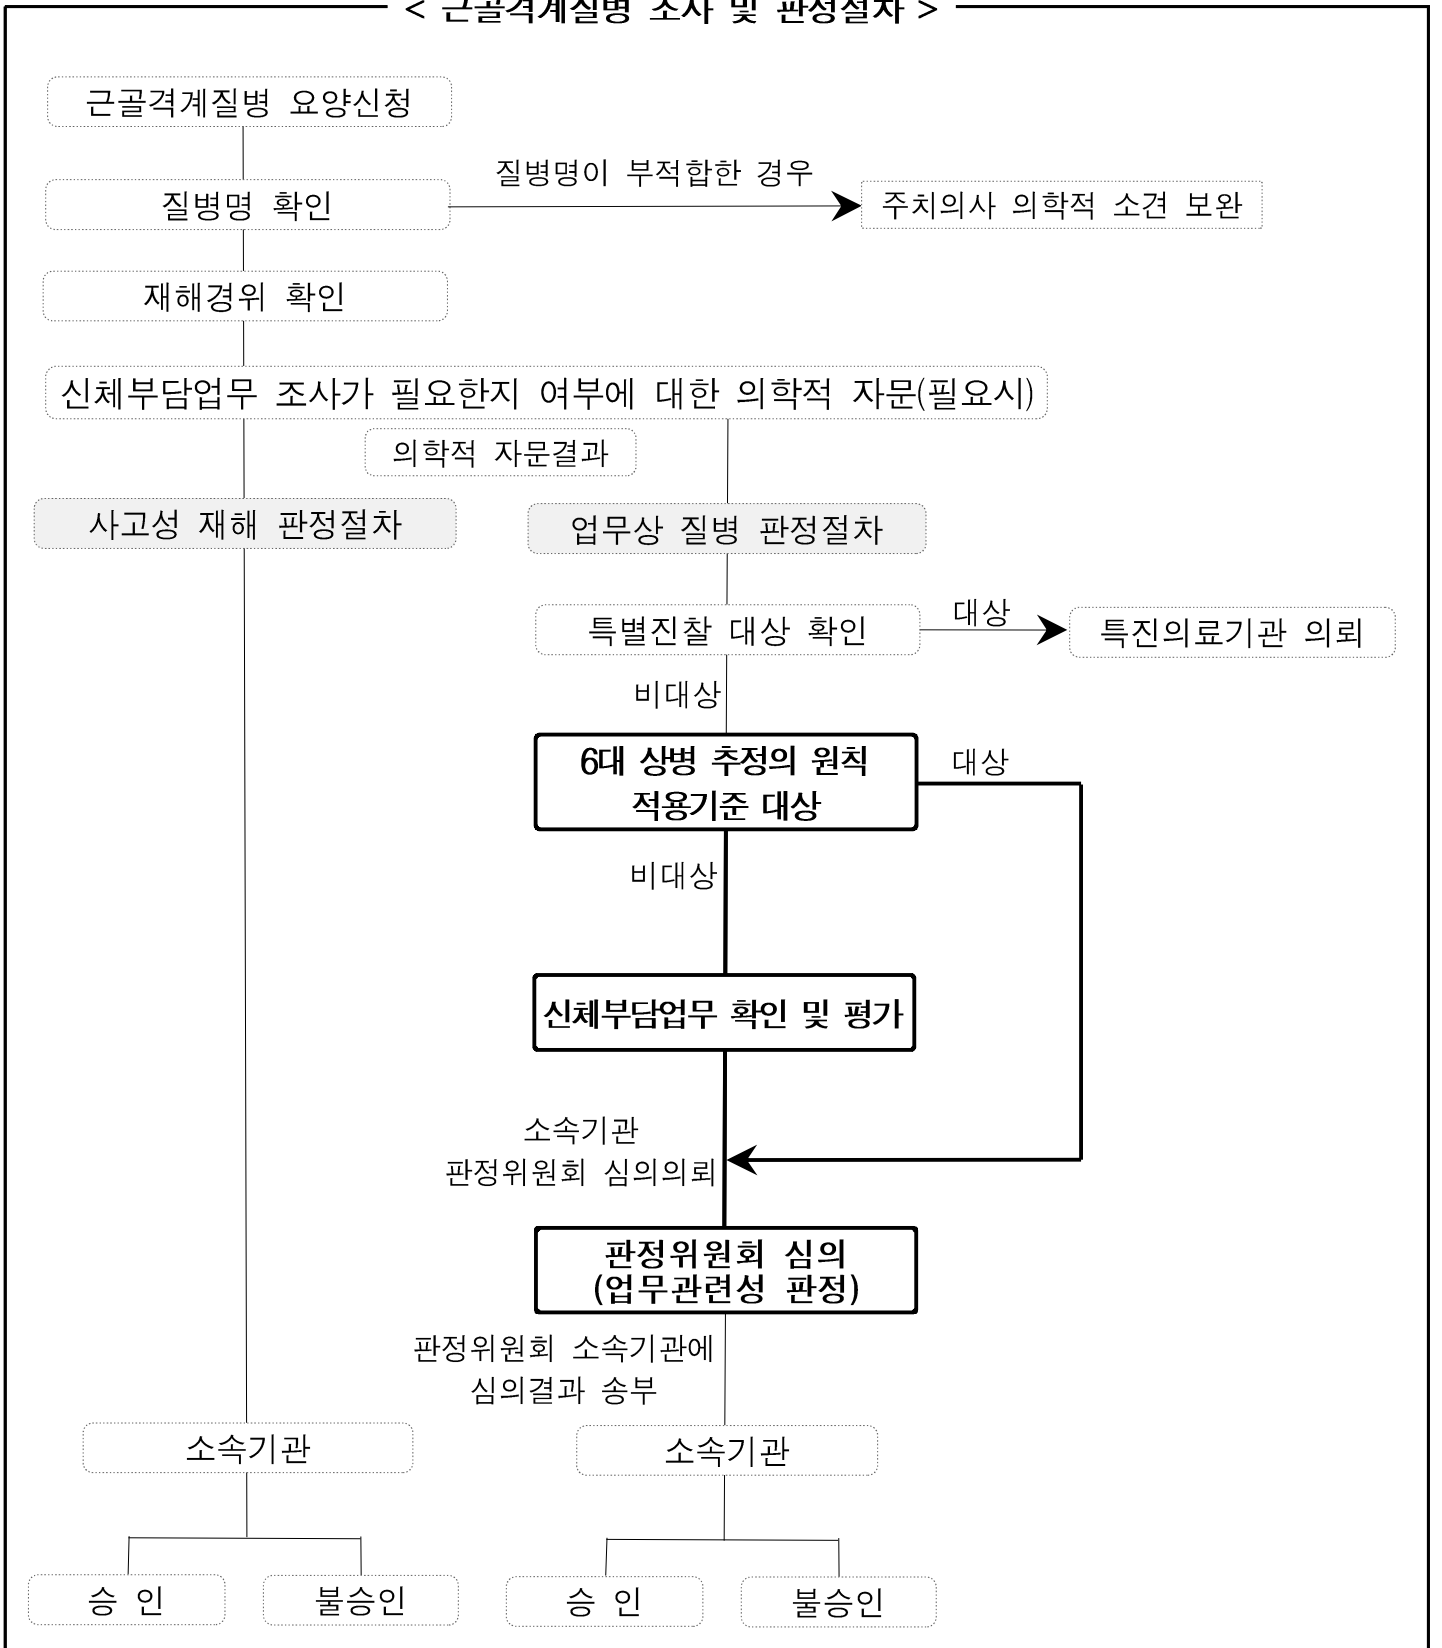 < 근골격계질병 조사 및 판정절차 >
근골격계질병 요양신청
질병명이 부적합한 경우
질병명 확인
주치의사 의학적 소견 보완
재해경위 확인
신체부담업무 조사가 필요한지 여부에 대한 의학적 자문(필요시)
의학적 자문결과
사고성 재해 판정절차
업무상 질병 판정절차
특별진찰 대상 확인
대상
특진의료기관 의뢰
비대상
6대 상병 추정의 원칙
적용기준 대상
대상
비대상
신체부담업무 확인 및 평가
소속기관
판정위원회 심의의뢰
판정위원회 심의
(업무관련성 판정)
판정위원회 소속기관에
심의결과 송부
소속기관
소속기관
승 인
불승인
승 인
불승인